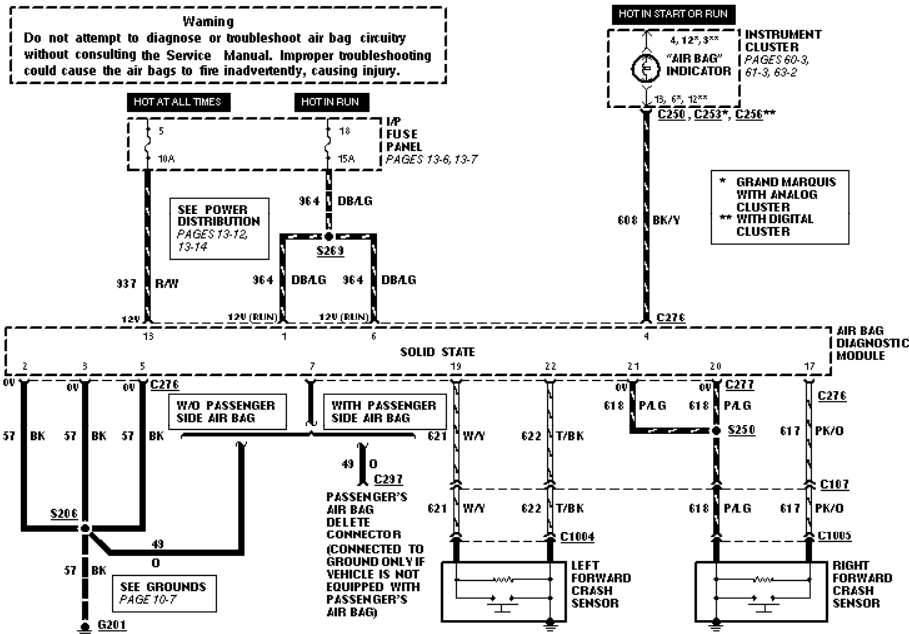 Warning
Do not attempt to diagnose or troubleshoot air bag circuitry
without consulting the Service Manual. Improper troubleshooting
could cause the air bags to fire inadvertently, causing injury.
HOT IN START OR RUN
4, 12*, 3**
"AIR BAG"
INDICATOR
13, 6*, 12**
INSTRUMENT
CLUSTER
PAGES 60-3,
61-3, 63-2
C250, C253*, C256**
HOT AT ALL TIMES
HOT IN RUN
5
10A
18
15A
I/P
FUSE
PANEL
PAGES 13-6, 13-7
* GRAND MARQUIS
WITH ANALOG
CLUSTER
** WITH DIGITAL
CLUSTER
SEE POWER
DISTRIBUTION
PAGES 13-12,
13-14
964 DB/LG
S269
608 BK/Y
937 R/W
964 DB/LG
964 DB/LG
12V
12V (RUN)
12V (RUN)
C276
13
1
6
4
SOLID STATE
AIR BAG
DIAGNOSTIC
MODULE
2
3
5
7
19
22
21
20
17
0V
0V
0V
C276
0V
0V
C277
C276
W/O PASSENGER
SIDE AIR BAG
WITH PASSENGER
SIDE AIR BAG
57 BK
57 BK
57 BK
621 W/Y
622 T/BK
618 P/LG
618 P/LG
S250
617 PK/O
49 O
C297
C107
PASSENGER'S
AIR BAG
DELETE
CONNECTOR
(CONNECTED TO
GROUND ONLY IF
VEHICLE IS NOT
EQUIPPED WITH
PASSENGER'S
AIR BAG)
621 W/Y
622 T/BK
618 P/LG
617 PK/O
S206
49
O
C1004
C1005
57 BK
SEE GROUNDS
PAGE 10-7
G201
LEFT
FORWARD
CRASH
SENSOR
RIGHT
FORWARD
CRASH
SENSOR